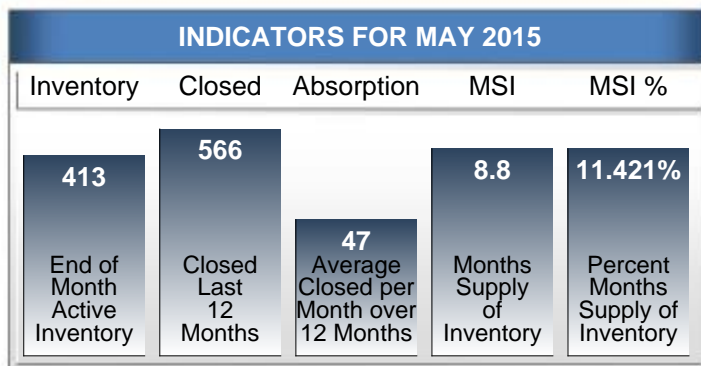 INDICATORS FOR MAY 2015
Inventory Closed Absorption MSI MSI %
413
End of
Month
Active
Inventory
566
Closed
Last
12
Months
47
Average
Closed per
Month over
12 Months
8.8
Months
Supply
of
Inventory
11.421%
Percent
Months
Supply of
Inventory